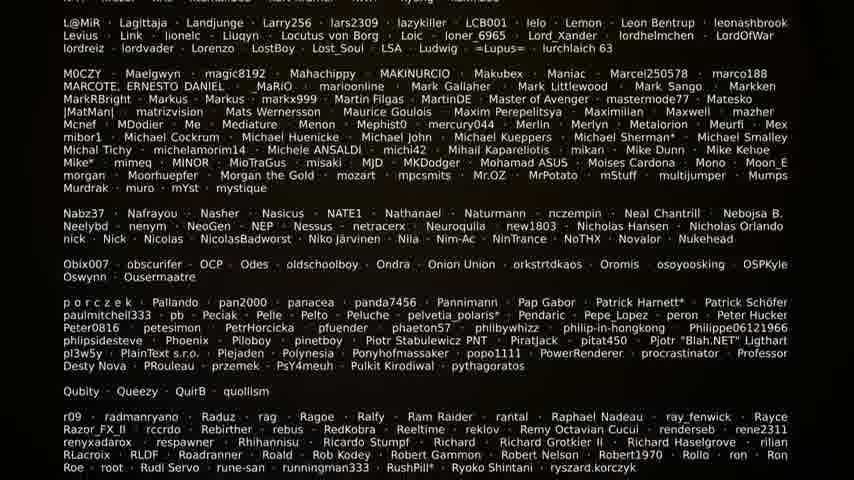 L@MiR · Lagittaja · Landjunge · Larry256 · lars2309 · lazykiller · LCB001 · lelo · Lemon · Leon Bentrup · leonashbrook
Levius · Link · lionelc · Liuqyn · Locutus von Borg · Loic · loner_6965 · Lord_Xander · lordhelmchen · LordOfWar
lordreiz · lordvader · Lorenzo · LostBoy · Lost_Soul · LSA · Ludwig · =Lupus= · lurchlaich 63
M0CZY · Maelgwyn · magic8192 · Mahachippy · MAKINURCIO · Makubex · Maniac · Marcel250578 · marco188
MARCOTE, ERNESTO DANIEL · _MaRiO · marioonline · Mark Gallaher · Mark Littlewood · Mark Sango · Markken
MarkRBright · Markus · Markus · markx999 · Martin Filgas · MartinDE · Master of Avenger · mastermode77 · Matesko
|MatMan| · matrizvision · Mats Wernersson · Maurice Goulois · Maxim Perepelitsya · Maximilian · Maxwell · mazher
Mcnef · MDodier · Me · Mediature · Menon · Mephist0 · mercury044 · Merlin · Merlyn · Metalorion · Meurfi · Mex
mibor1 · Michael Cockrum · Michael Huenicke · Michael John · Michael Kueppers · Michael Sherman* · Michael Smalley
Michal Tichy · michelamorim14 · Michele ANSALDI · michi42 · Mihail Kapareliotis · mikan · Mike Dunn · Mike Kehoe
Mike* · mimeq · MINOR · MioTraGus · misaki · MJD · MKDodger · Mohamad ASUS · Moises Cardona · Mono · Moon_E
morgan · Moorhuepfer · Morgan the Gold · mozart · mpcsmits · Mr.OZ · MrPotato · mStuff · multijumper · Mumps
Murdrak · muro · mYst · mystique
Nabz37 · Nafrayou · Nasher · Nasicus · NATE1 · Nathanael · Naturmann · nczempin · Neal Chantrill · Nebojsa B.
Neelybd · nenym · NeoGen · NEP · Nessus · netracerx · Neuroquila · new1803 · Nicholas Hansen · Nicholas Orlando
nick · Nick · Nicolas · NicolasBadworst · Niko Järvinen · Nila · Nim-Ac · NinTrance · NoTHX · Novalor · Nukehead
Obix007 · obscurifer · OCP · Odes · oldschoolboy · Ondra · Onion Union · orkstrtdkaos · Oromis · osoyoosking · OSPKyle
Oswynn · Ousermaatre
p o r c z e k · Pallando · pan2000 · panacea · panda7456 · Pannimann · Pap Gabor · Patrick Harnett* · Patrick Schöfer
paulmitchell333 · pb · Peciak · Pelle · Pelto · Peluche · pelvetia_polaris* · Pendaric · Pepe_Lopez · peron · Peter Hucker
Peter0816 · petesimon · PetrHorcicka · pfuender · phaeton57 · philbywhizz · philip-in-hongkong · Philippe06121966
phlipsidesteve · Phoenix · Piloboy · pinetboy · Piotr Stabulewicz PNT · PiratJack · pitat450 · Pjotr "Blah.NET" Ligthart
pl3w5y · PlainText s.r.o. · Plejaden · Polynesia · Ponyhofmassaker · popo1111 · PowerRenderer · procrastinator · Professor
Desty Nova · PRouleau · przemek · PsY4meuh · Pulkit Kirodiwal · pythagoratos
Qubity · Queezy · QuirB · quollism
r09 · radmanryano · Raduz · rag · Ragoe · Ralfy · Ram Raider · rantal · Raphael Nadeau · ray_fenwick · Rayce
Razor_FX_II · rccrdo · Rebirther · rebus · RedKobra · Reeltime · reklov · Remy Octavian Cucui · renderseb · rene2311
renyxadarox · respawner · Rhihannisu · Ricardo Stumpf · Richard · Richard Grotkier II · Richard Haselgrove · rilian
RLacroix · RLDF · Roadranner · Roald · Rob Kodey · Robert Gammon · Robert Nelson · Robert1970 · Rollo · ron · Ron
Roe · root · Rudi Servo · rune-san · runningman333 · RushPill* · Ryoko Shintani · ryszard.korczyk